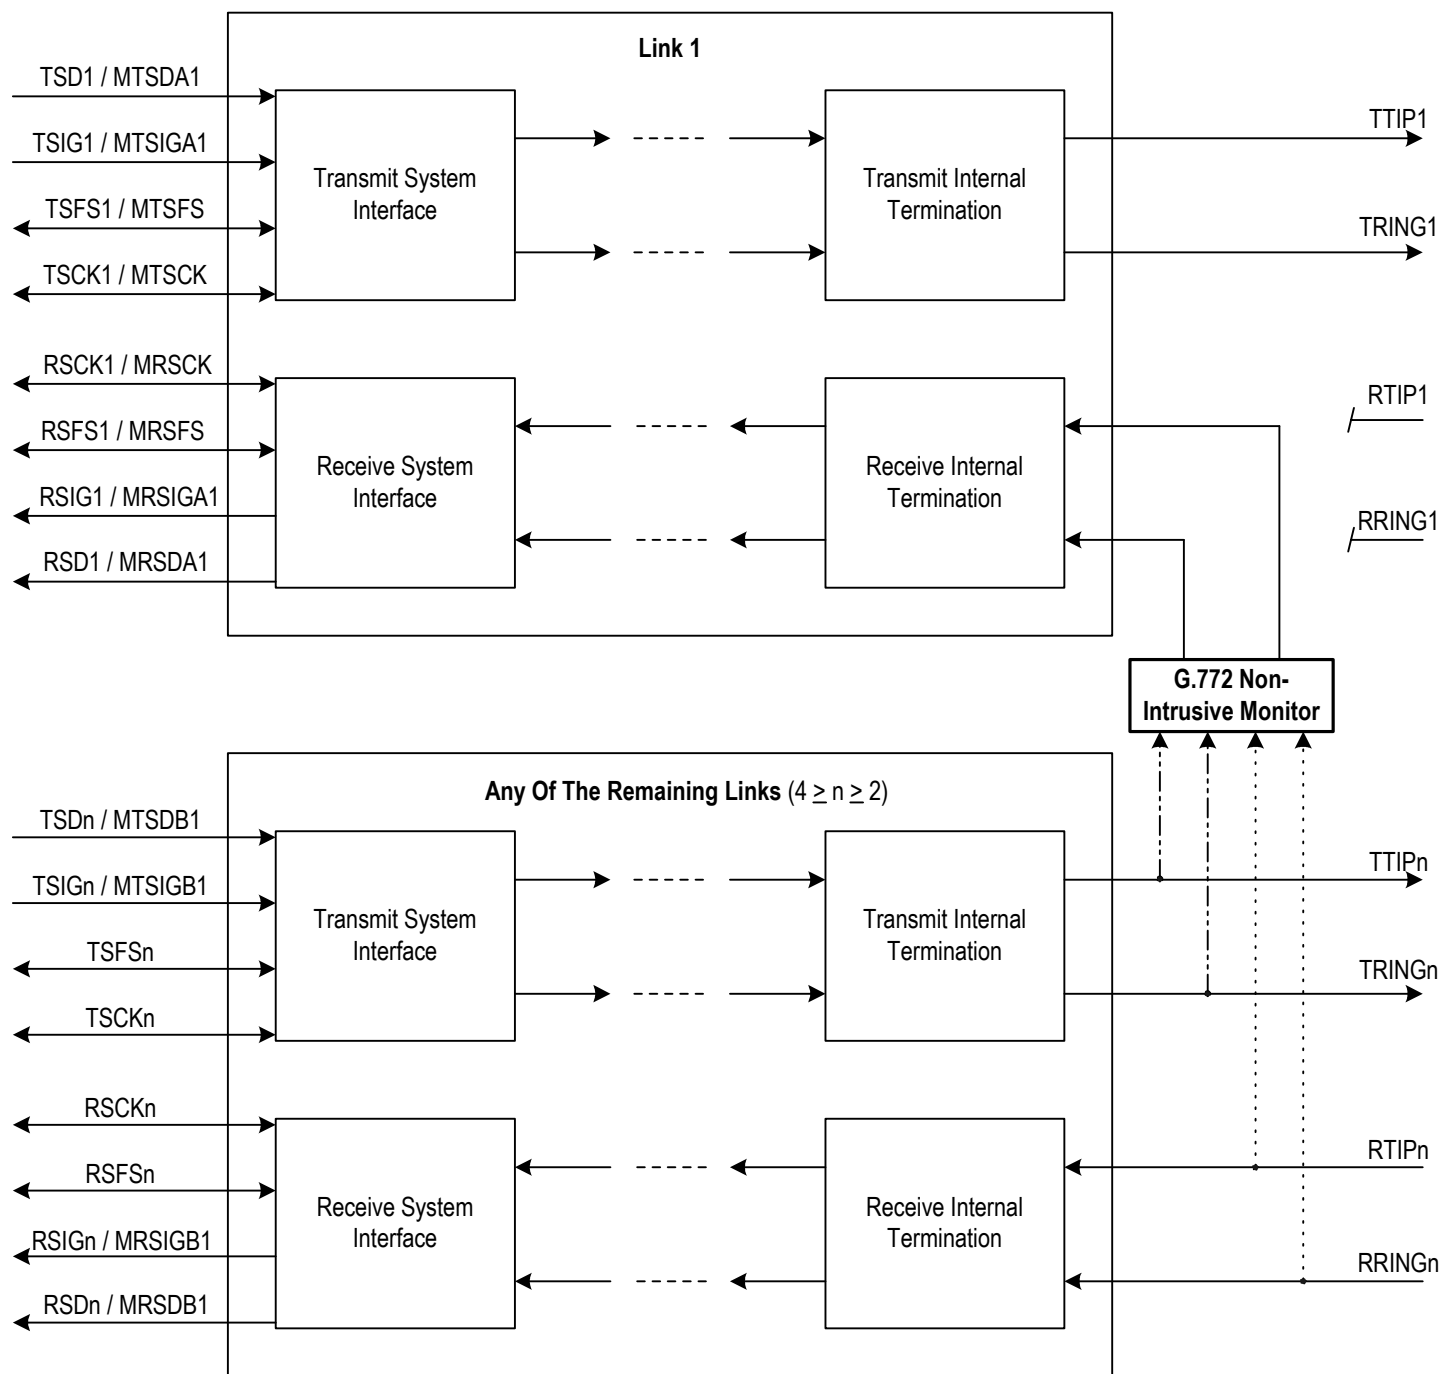 Link 1
TSD1 / MTSDA1
TSIG1 / MTSIGA1
TSFS1 / MTSFS
TSCK1 / MTSCK
Transmit System
Interface
Transmit Internal
Termination
TTIP1
TRING1
RSCK1 / MRSCK
RSFS1 / MRSFS
RSIG1 / MRSIGA1
RSD1 / MRSDA1
Receive System
Interface
Receive Internal
Termination
RTIP1
RRING1
G.772 Non-
Intrusive Monitor
Any Of The Remaining Links (4 ≥ n ≥ 2)
TSDn / MTSDB1
TSIGn / MTSIGB1
TSFSn
TSCKn
Transmit System
Interface
Transmit Internal
Termination
TTIPn
TRINGn
RSCKn
RSFSn
RSIGn / MRSIGB1
RSDn / MRSDB1
Receive System
Interface
Receive Internal
Termination
RTIPn
RRINGn